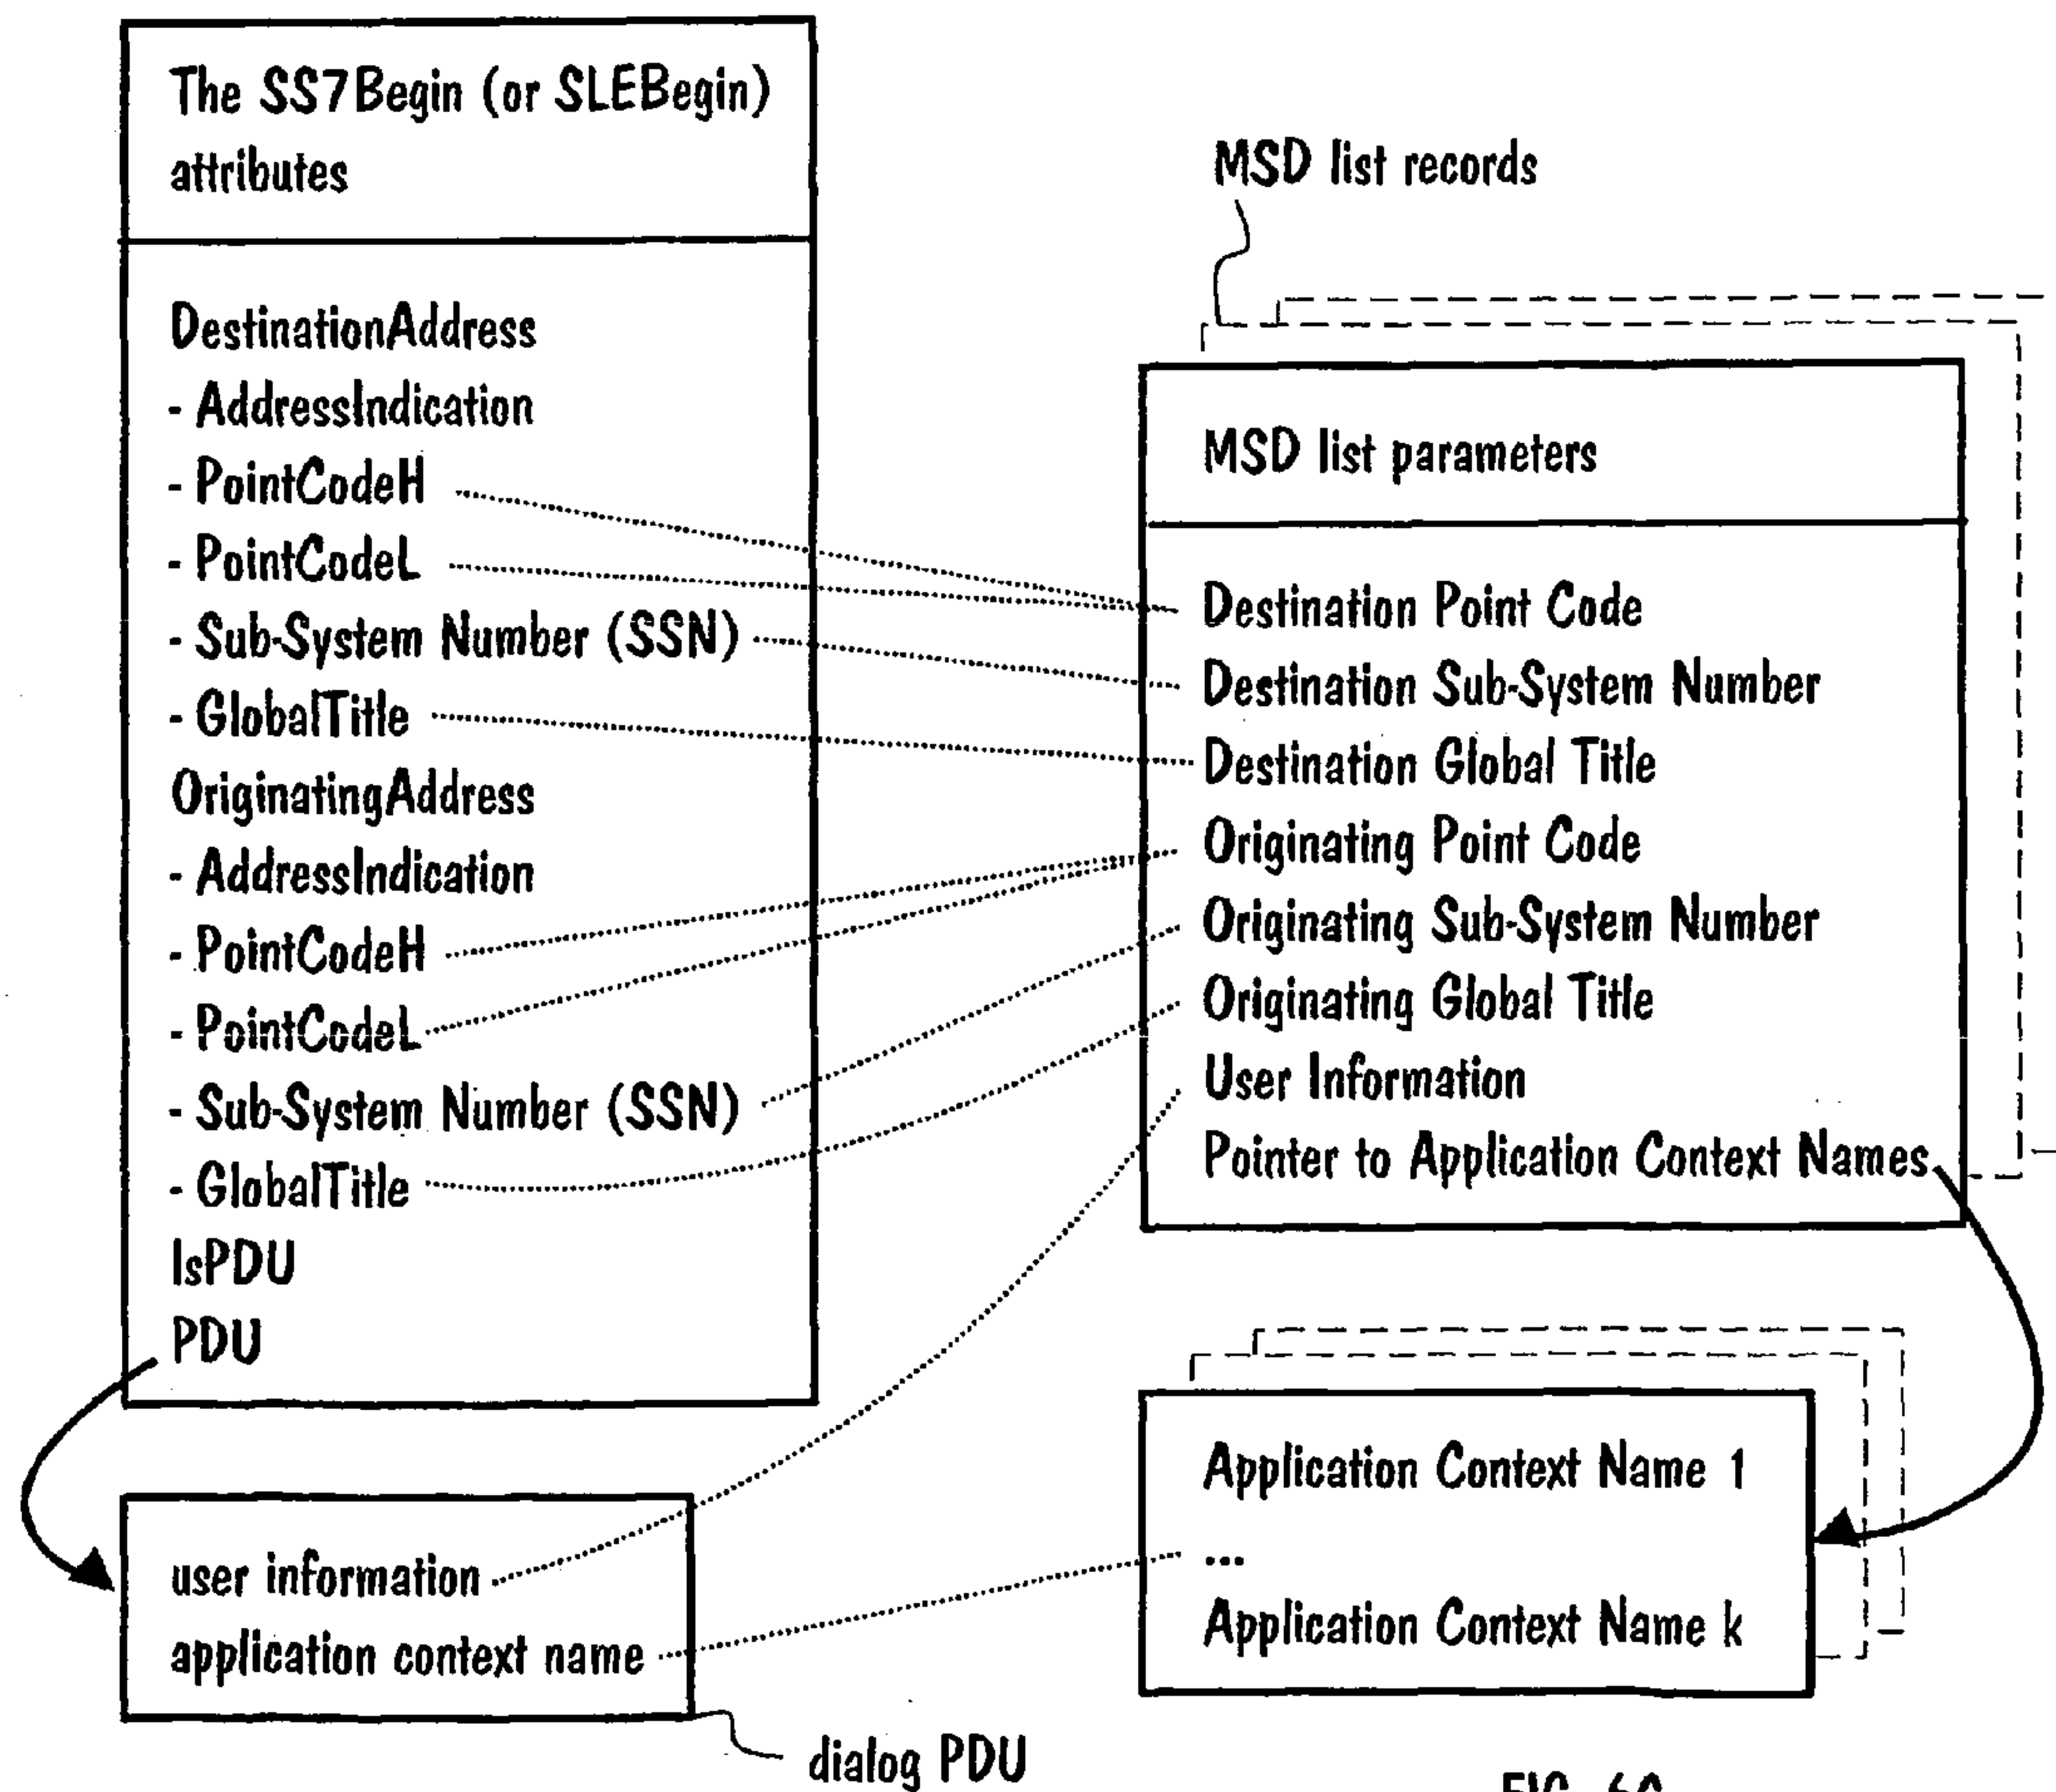 The SS7Begin (or SLEBegin)
attributes
DestinationAddress
- AddressIndication
- PointCodeH
- PointCodeL
- Sub-System Number (SSN)
- GlobalTitle
OriginatingAddress
- AddressIndication
- PointCodeH
- PointCodeL
- Sub-System Number (SSN)
- GlobalTitle
IsPDU
PDU
user information
application context name
dialog PDU
MSD list records
MSD list parameters
Destination Point Code
Destination Sub-System Number
Destination Global Title
Originating Point Code
Originating Sub-System Number
Originating Global Title
User Information
Pointer to Application Context Names
Application Context Name 1
...
Application Context Name k